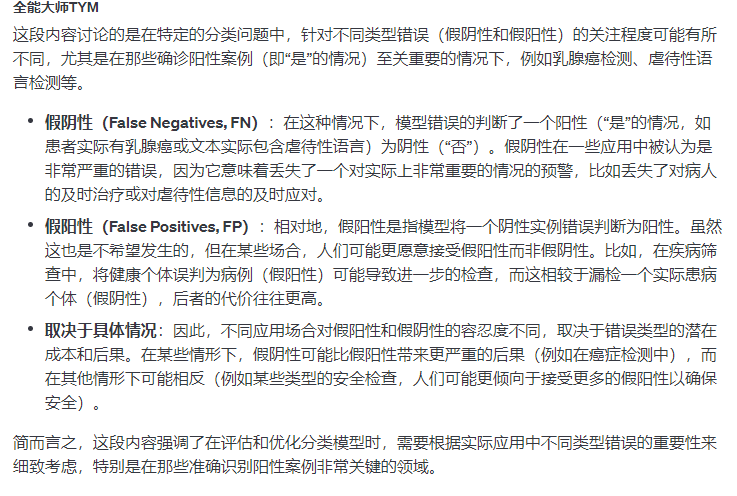 全能大师TYM
这段内容讨论的是在特定的分类问题中，针对不同类型错误（假阴性和假阳性）的关注程度可能有所
不同，尤其是在那些确诊阳性案例（即“是”的情况）至关重要的情况下，例如乳腺癌检测、虐待性语
言检测等。
• 假阴性（False Negatives, FN）：在这种情况下，模型错误的判断了一个阳性（“是”的情况，如
患者实际有乳腺癌或文本实际包含虐待性语言）为阴性（“否”）。假阴性在一些应用中被认为是
非常严重的错误，因为它意味着丢失了一个对实际上非常重要的情况的预警，比如丢失了对病人
的及时治疗或对虐待性信息的及时应对。
• 假阳性（False Positives, FP）：相对地，假阳性是指模型将一个阴性实例错误判断为阳性。虽然
这也是不希望发生的，但在某些场合，人们可能更愿意接受假阳性而非假阴性。比如，在疾病筛
查中，将健康个体误判为病例（假阳性）可能导致进一步的检查，而这相较于漏检一个实际患病
个体（假阴性），后者的代价往往更高。
• 取决于具体情况：因此，不同应用场合对假阳性和假阴性的容忍度不同，取决于错误类型的潜在
成本和后果。在某些情形下，假阴性可能比假阳性带来更严重的后果（例如在癌症检测中），而
在其他情形下可能相反（例如某些类型的安全检查，人们可能更倾向于接受更多的假阳性以确保
安全）。
简而言之，这段内容强调了在评估和优化分类模型时，需要根据实际应用中不同类型错误的重要性来
细致考虑，特别是在那些准确识别阳性案例非常关键的领域。